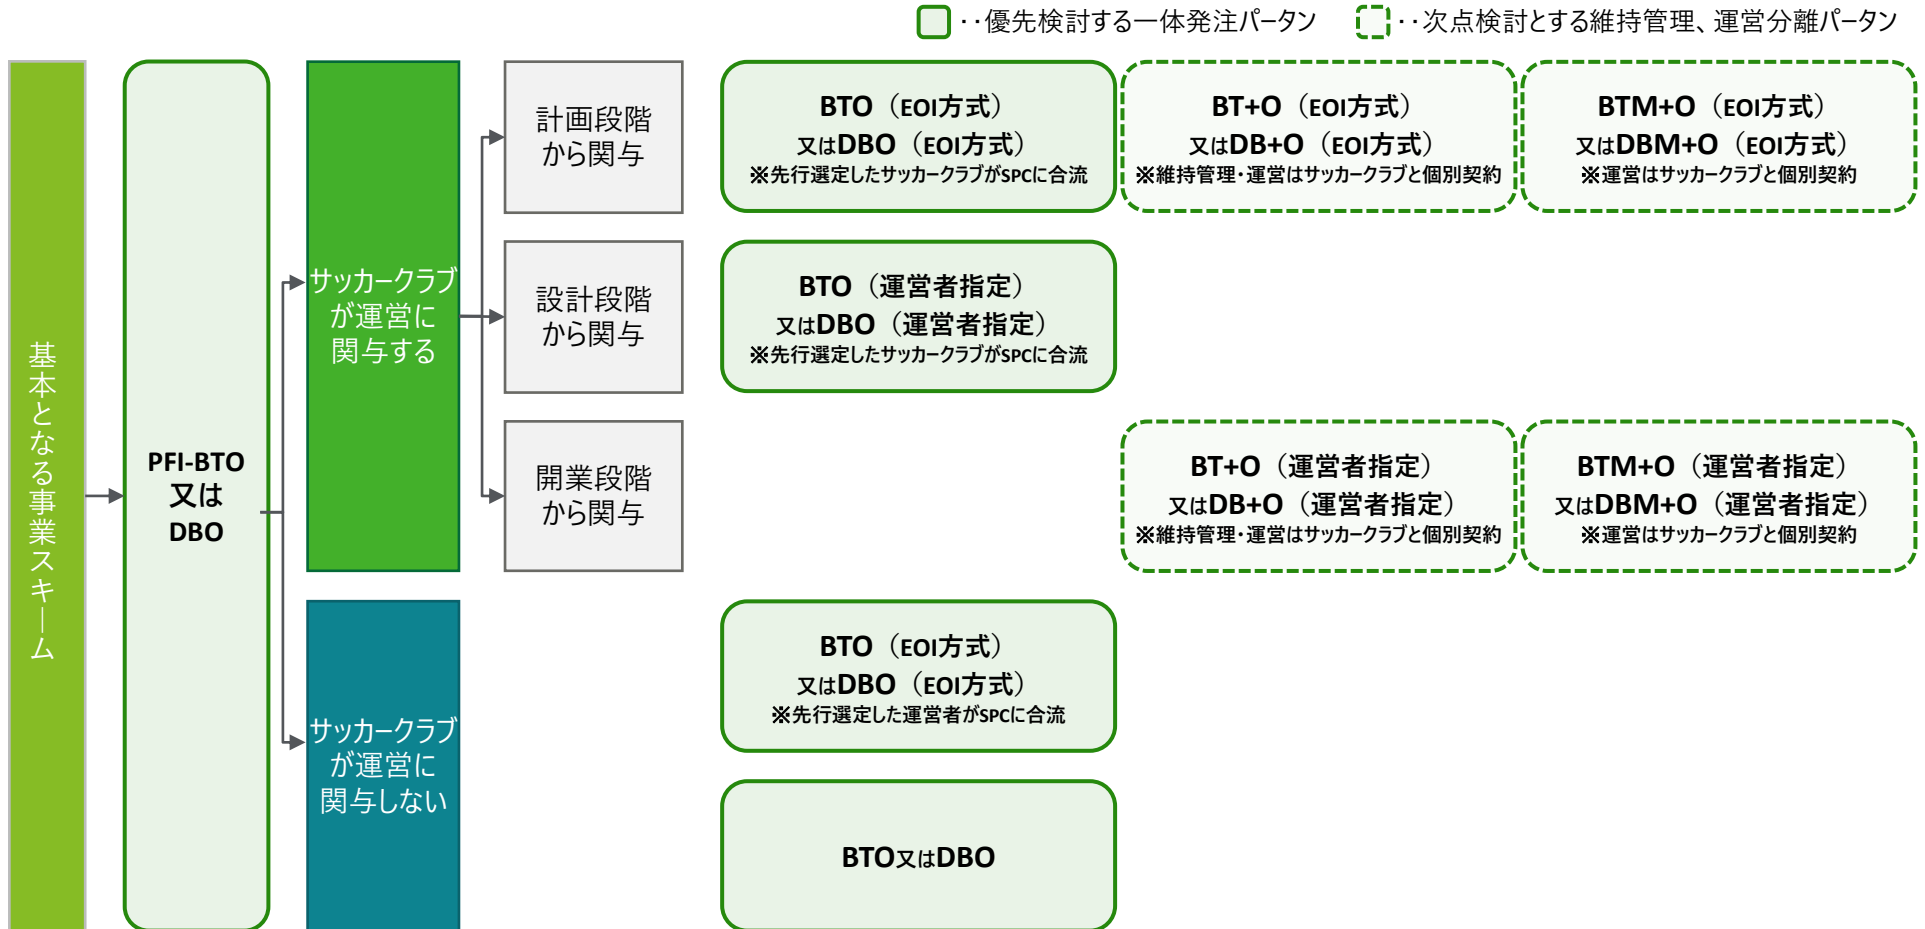 ‥優先検討する一体発注パータン
‥次点検討とする維持管理、運営分離パータン
基本となる事業スキーム
PFI-BTO
又は
DBO
サッカークラブ
が運営に
関与する
計画段階
から関与
BTO（EOI方式）
又はDBO（EOI方式）
※先行選定したサッカークラブがSPCに合流
BT+O（EOI方式）
又はDB+O（EOI方式）
※維持管理・運営はサッカークラブと個別契約
BTM+O（EOI方式）
又はDBM+O（EOI方式）
※運営はサッカークラブと個別契約
設計段階
から関与
BTO（運営者指定）
又はDBO（運営者指定）
※先行選定したサッカークラブがSPCに合流
開業段階
から関与
BT+O（運営者指定）
又はDB+O（運営者指定）
※維持管理・運営はサッカークラブと個別契約
BTM+O（運営者指定）
又はDBM+O（運営者指定）
※運営はサッカークラブと個別契約
サッカークラブ
が運営に
関与しない
BTO（EOI方式）
又はDBO（EOI方式）
※先行選定した運営者がSPCに合流
BTO又はDBO